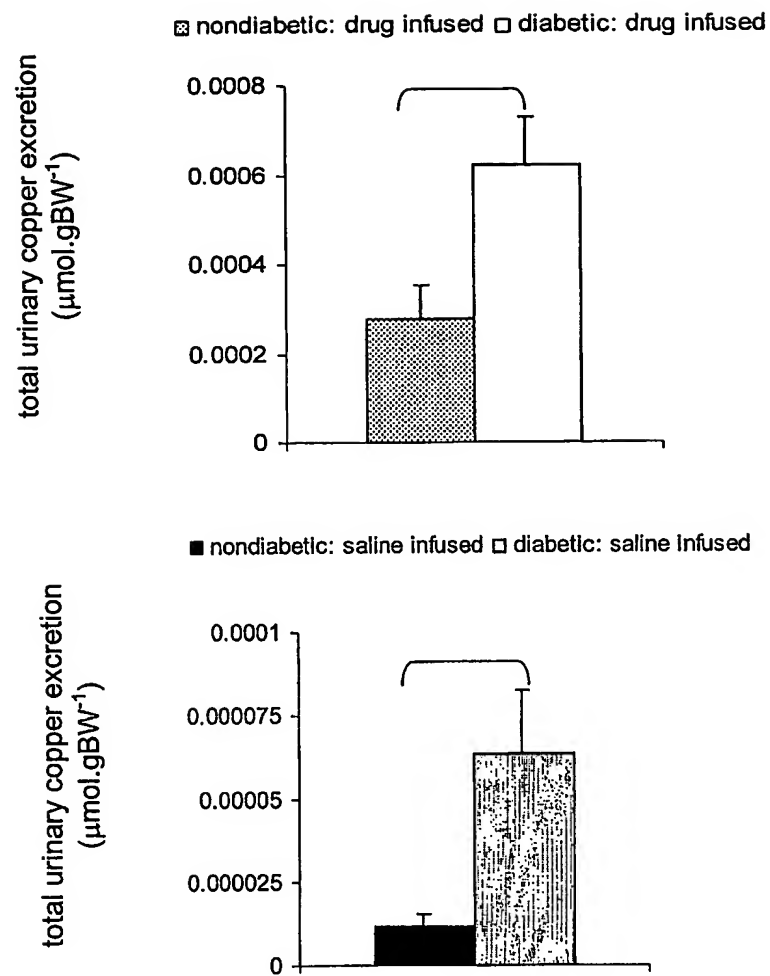 nondiabetic: drug infused diabetic: drug infused
total urinary copper excretion
(µmol.gBW⁻¹)
0.0008
0.0006
0.0004
0.0002
0
nondiabetic: saline infused diabetic: saline infused
total urinary copper excretion
(µmol.gBW⁻¹)
0.0001
0.000075
0.00005
0.000025
0